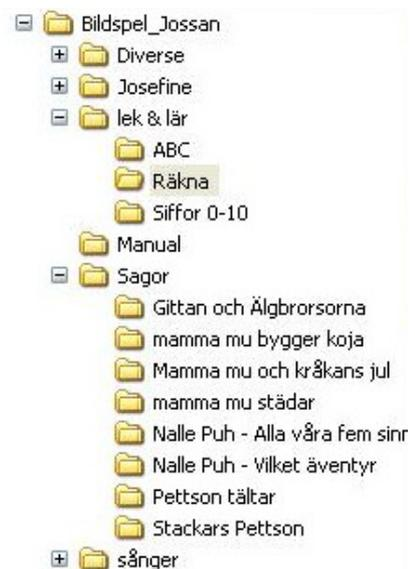 Bildspel_Jossan
Diverse
Josefine
lek & lär
ABC
Räkna
Siffor 0-10
Manual
Sagor
Gittan och Älgbrorsorna
mamma mu bygger koja
Mamma mu och kråkans jul
mamma mu städar
Nalle Puh - Alla våra fem sinn
Nalle Puh - Vilket äventyr
Pettson tältar
Stackars Pettson
sånger